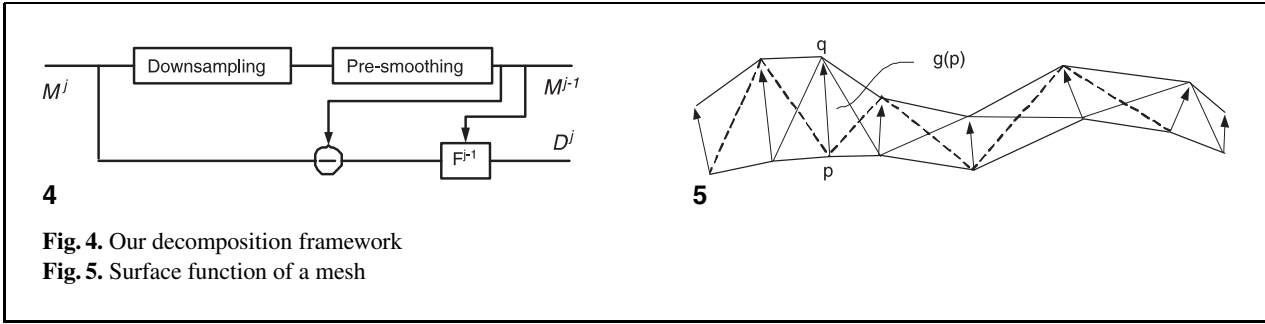 Downsampling
Pre-smoothing
M^j
M^{j-1}
D^j
F^{j-1}
4
q
g(p)
p
5
Fig. 4. Our decomposition framework
Fig. 5. Surface function of a mesh